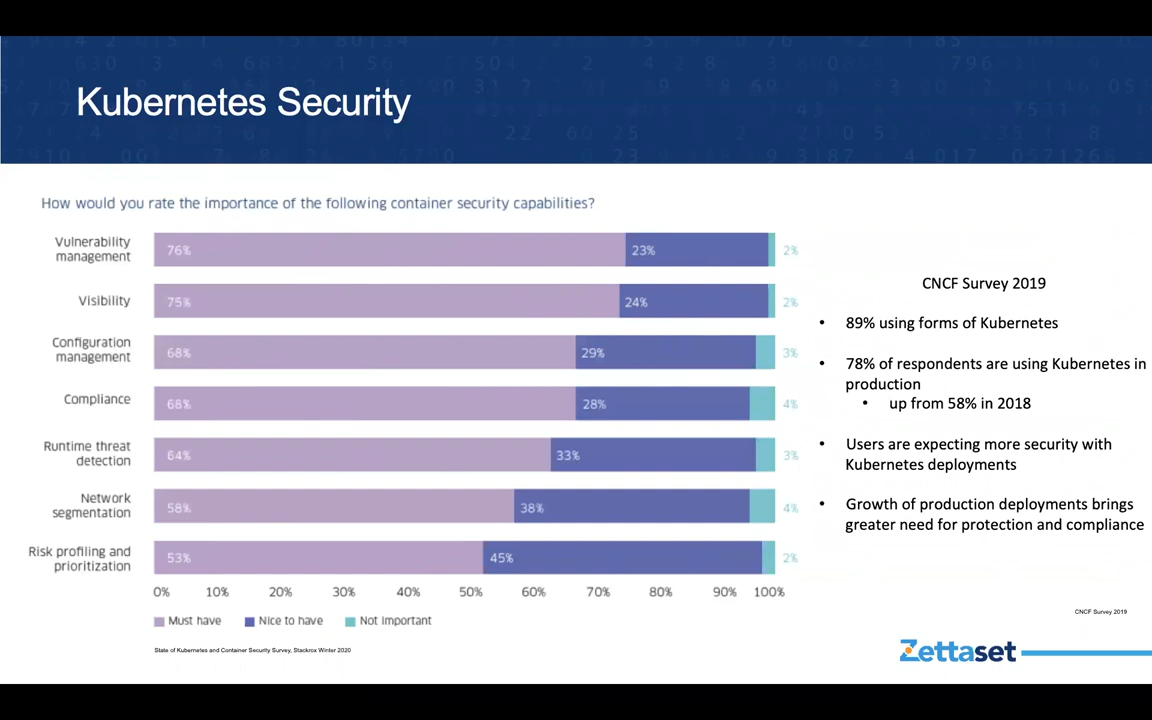 Kubernetes Security
How would you rate the importance of the following container security capabilities?
Vulnerability
management
76%
23%
2%
Visibility
75%
24%
2%
Configuration
management
68%
29%
3%
Compliance
68%
28%
4%
Runtime threat
detection
64%
33%
3%
Network
segmentation
58%
38%
4%
Risk profiling and
prioritization
53%
45%
2%
0% 10% 20% 30% 40% 50% 60% 70% 80% 90% 100%
Must have Nice to have Not Important
State of Kubernetes and Container Security Survey, Stackrox Winter 2020
CNCF Survey 2019
• 89% using forms of Kubernetes
• 78% of respondents are using Kubernetes in
production
• up from 58% in 2018
• Users are expecting more security with
Kubernetes deployments
• Growth of production deployments brings
greater need for protection and compliance
CNCF Survey 2019
Zettaset